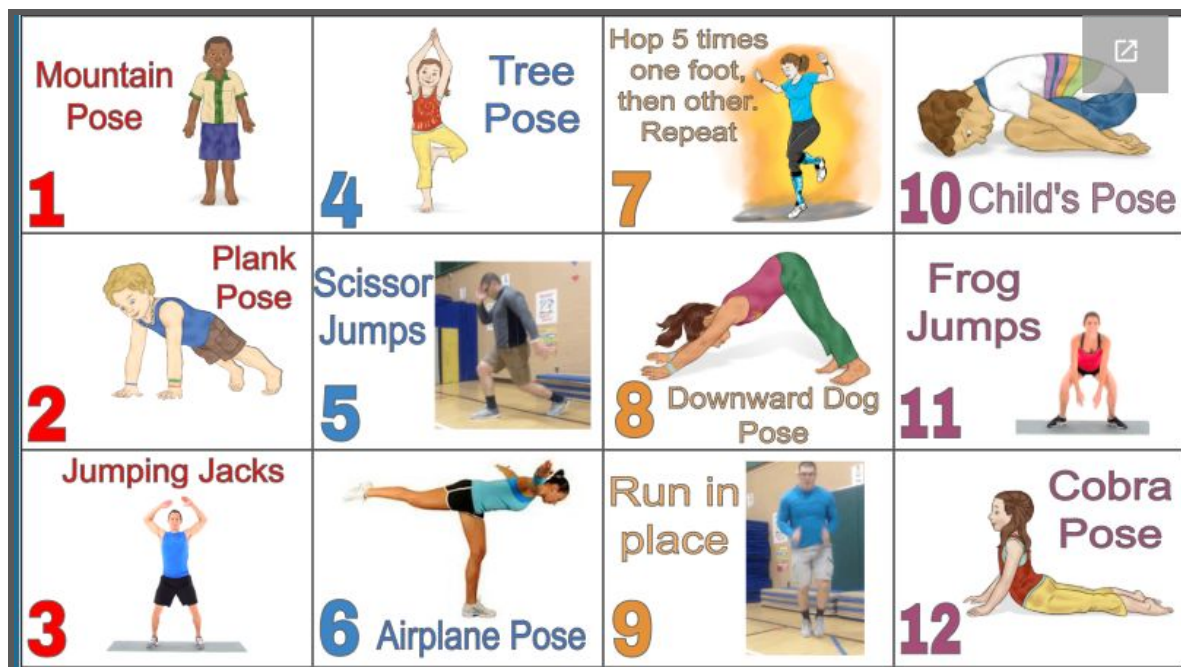 Mountain
Pose
1
Plank
Pose
2
Jumping Jacks
3
Tree
Pose
4
Scissor
Jumps
5
6 Airplane Pose
Hop 5 times
one foot,
then other.
Repeat
7
8 Downward Dog
Pose
Run in
place
9
10 Child's Pose
Frog
Jumps
11
Cobra
Pose
12